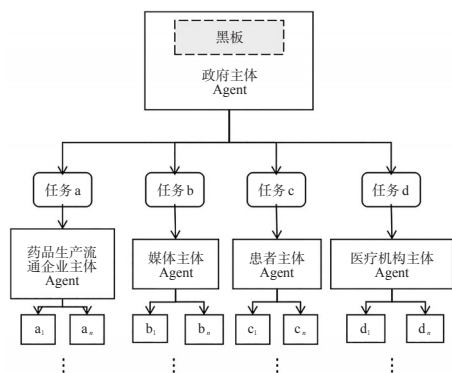 黑板
政府主体
Agent
任务 a
任务 b
任务 c
任务 d
药品生产流
通企业主体
Agent
媒体主体
Agent
患者主体
Agent
医疗机构主体
Agent
a₁
aₙ
b₁
bₙ
c₁
cₙ
d₁
dₙ
⋮
⋮
⋮
⋮